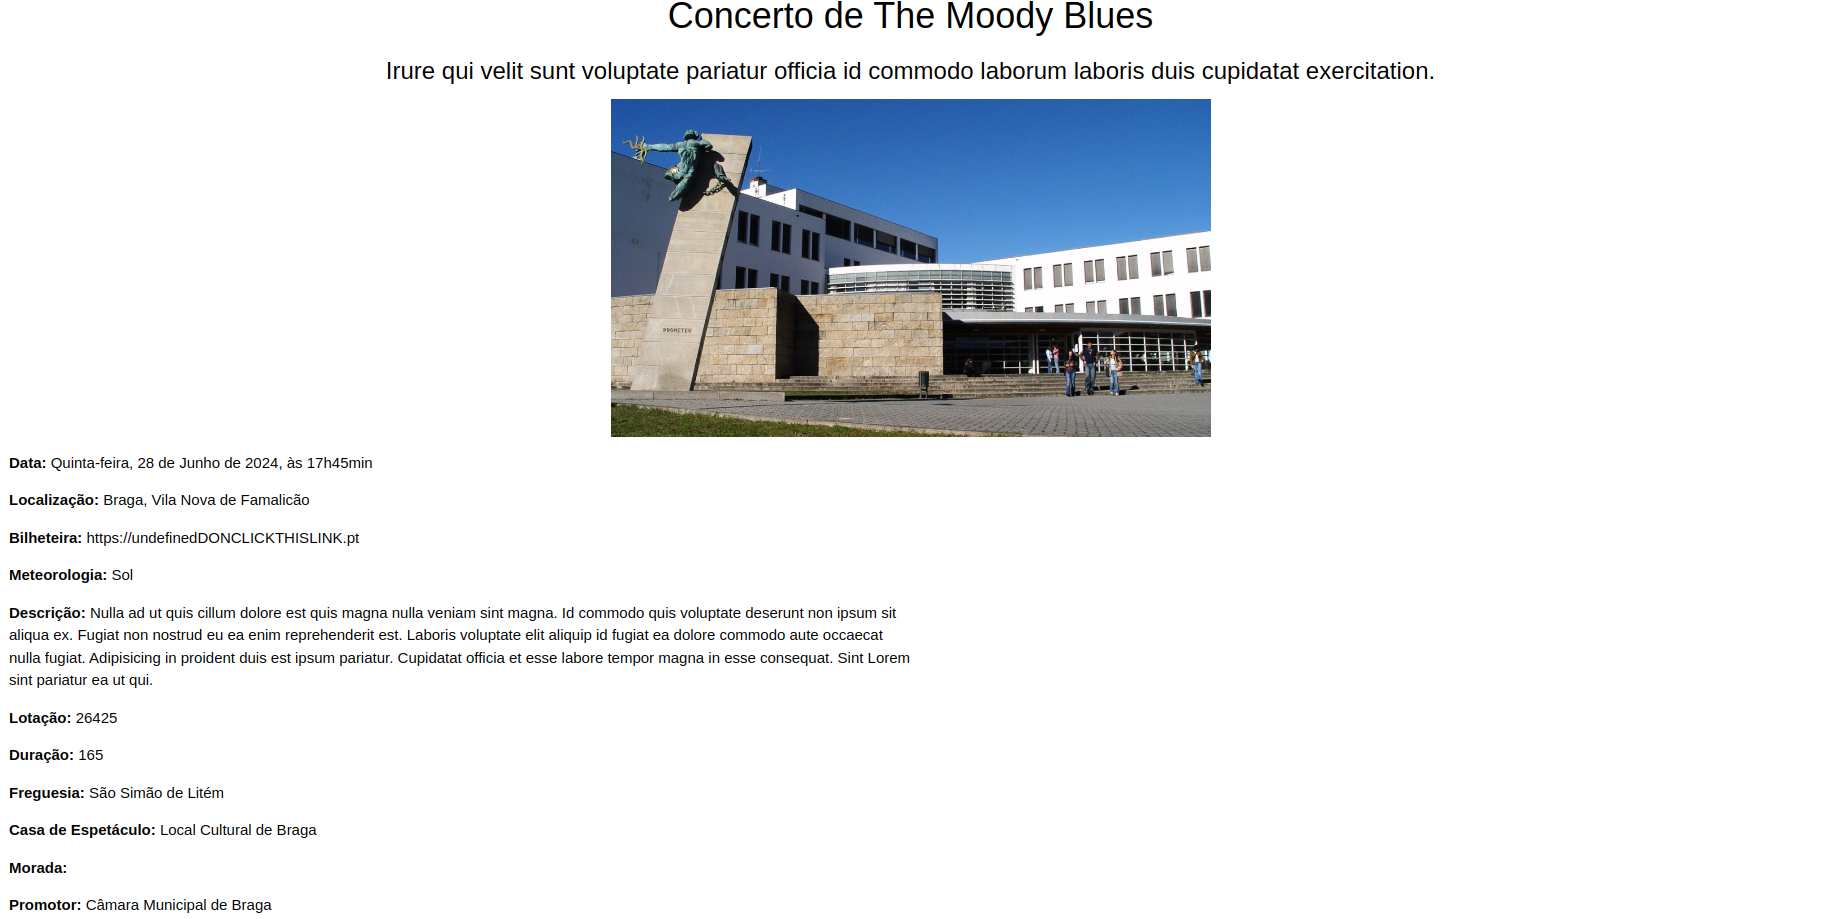 Concerto de The Moody Blues
Irure qui velit sunt voluptate pariatur officia id commodo laborum laboris duis cupidatat exercitation.
PROMETEU
Data: Quinta-feira, 28 de Junho de 2024, às 17h45min
Localização: Braga, Vila Nova de Famalicão
Bilheteira: https://undefinedDONCLICKTHISLINK.pt
Meteorologia: Sol
Descrição: Nulla ad ut quis cillum dolore est quis magna nulla veniam sint magna. Id commodo quis voluptate deserunt non ipsum sit
aliqua ex. Fugiat non nostrud eu ea enim reprehenderit est. Laboris voluptate elit aliquip id fugiat ea dolore commodo aute occaecat
nulla fugiat. Adipisicing in proident duis est ipsum pariatur. Cupidatat officia et esse labore tempor magna in esse consequat. Sint Lorem
sint pariatur ea ut qui.
Lotação: 26425
Duração: 165
Freguesia: São Simão de Litém
Casa de Espetáculo: Local Cultural de Braga
Morada:
Promotor: Câmara Municipal de Braga